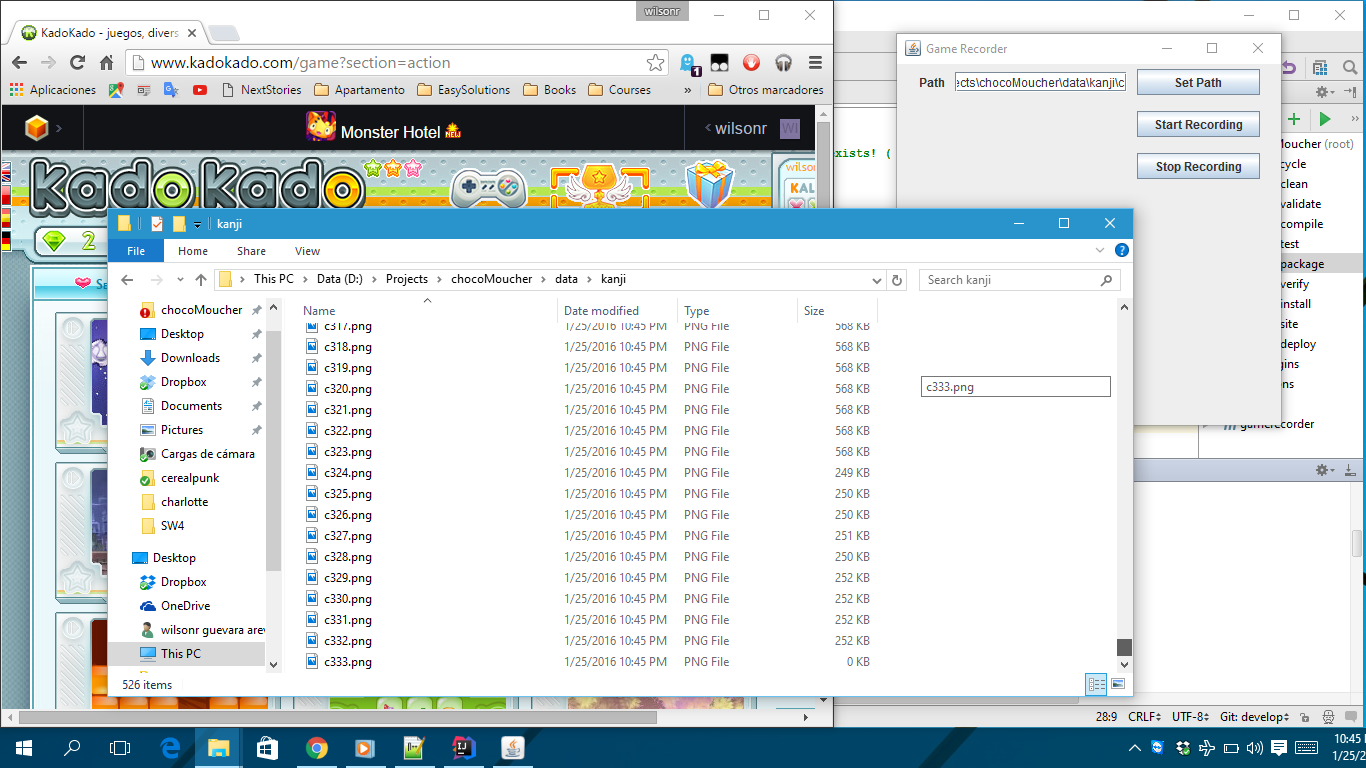 wilsonr
KadoKado - juegos, divers
www.kadokado.com/game?section=action
1
Aplicaciones
NextStories
Apartamento
EasySolutions
Books
Courses
»
Otros marcadores
Monster Hotel NEW
wilsonr
WI
KadoKado
wilson
KAL
2
Game Recorder
Path
ects\chocoMoucher\data\kanji\c
Set Path
Start Recording
Stop Recording
exists! (
Moucher (root)
cycle
clean
validate
compile
test
package
verify
install
site
deploy
gins
ens
gamerecorder
kanji
File
Home
Share
View
This PC
Data (D:)
Projects
chocoMoucher
data
kanji
Search kanji
chocoMoucher
Desktop
Downloads
Dropbox
Documents
Pictures
Cargas de cámara
cerealpunk
charlotte
SW4
Desktop
Dropbox
OneDrive
wilsonr guevara arev
This PC
Name Date modified Type Size
c317.png 1/25/2016 10:45 PM PNG File 568 KB
c318.png 1/25/2016 10:45 PM PNG File 568 KB
c319.png 1/25/2016 10:45 PM PNG File 568 KB
c320.png 1/25/2016 10:45 PM PNG File 568 KB
c321.png 1/25/2016 10:45 PM PNG File 568 KB
c322.png 1/25/2016 10:45 PM PNG File 568 KB
c323.png 1/25/2016 10:45 PM PNG File 568 KB
c324.png 1/25/2016 10:45 PM PNG File 249 KB
c325.png 1/25/2016 10:45 PM PNG File 250 KB
c326.png 1/25/2016 10:45 PM PNG File 250 KB
c327.png 1/25/2016 10:45 PM PNG File 251 KB
c328.png 1/25/2016 10:45 PM PNG File 250 KB
c329.png 1/25/2016 10:45 PM PNG File 252 KB
c330.png 1/25/2016 10:45 PM PNG File 252 KB
c331.png 1/25/2016 10:45 PM PNG File 252 KB
c332.png 1/25/2016 10:45 PM PNG File 252 KB
c333.png 1/25/2016 10:45 PM PNG File 0 KB
c333.png
526 items
28:9 CRLF UTF-8 Git: develop
10:45
1/25/2